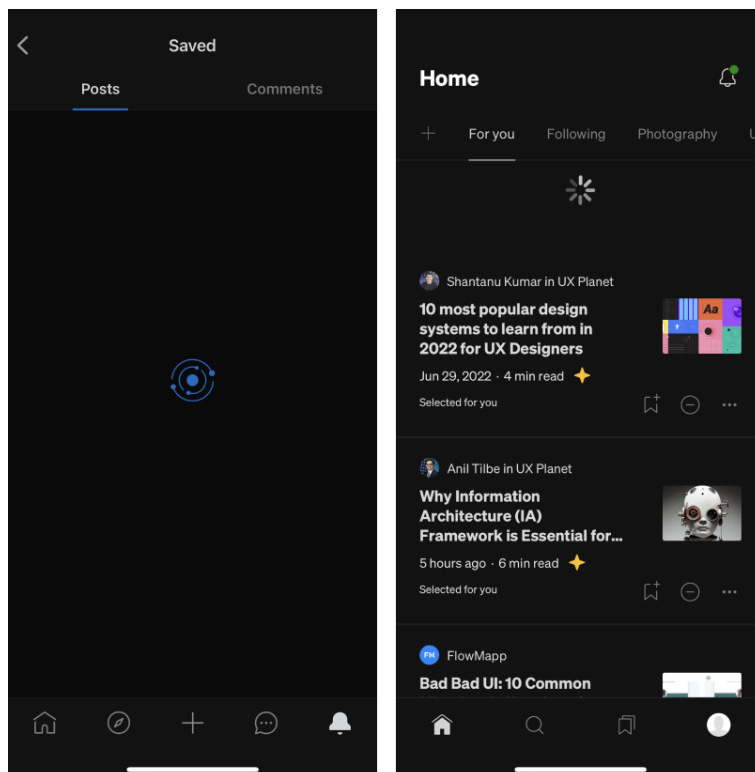 Saved
Posts Comments
Home
For you Following Photography
Shantanu Kumar in UX Planet
10 most popular design
systems to learn from in
2022 for UX Designers
Aa
Jun 29, 2022 · 4 min read
Selected for you
Anil Tilbe in UX Planet
Why Information
Architecture (IA)
Framework is Essential for...
5 hours ago · 6 min read
Selected for you
FM FlowMapp
Bad Bad UI: 10 Common